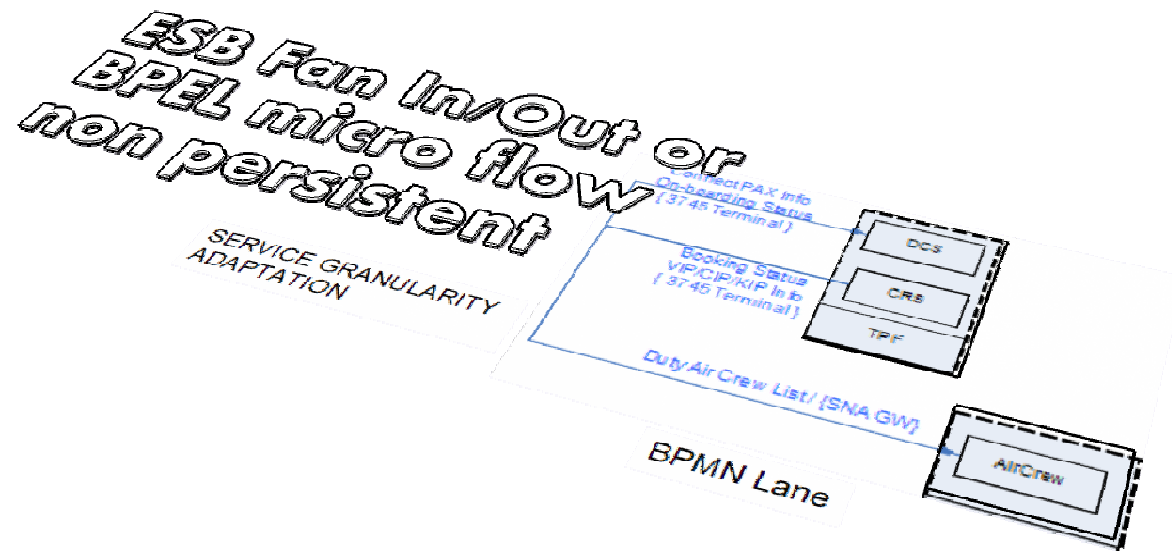 ESB Fan In/Out or
BPEL micro flow
non persistent
SERVICE GRANULARITY
ADAPTATION
Connect PAX Info
On-boarding Status
{ 3745 Terminal }
Booking Status
VIP/CIP/KIP Info
{ 3745 Terminal }
DCS
CRS
TPF
Duty Air Crew List / {SNA GW}
AirCrew
BPMN Lane